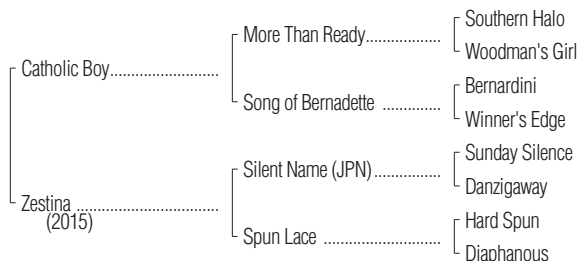 Southern Halo
More Than Ready..................
Woodman's Girl
Catholic Boy..........................
Bernardini
Song of Bernadette ..............
Winner's Edge
Sunday Silence
Silent Name (JPN)................
Danzigaway
Zestina ..................................
(2015)
Hard Spun
Spun Lace ............................
Diaphanous